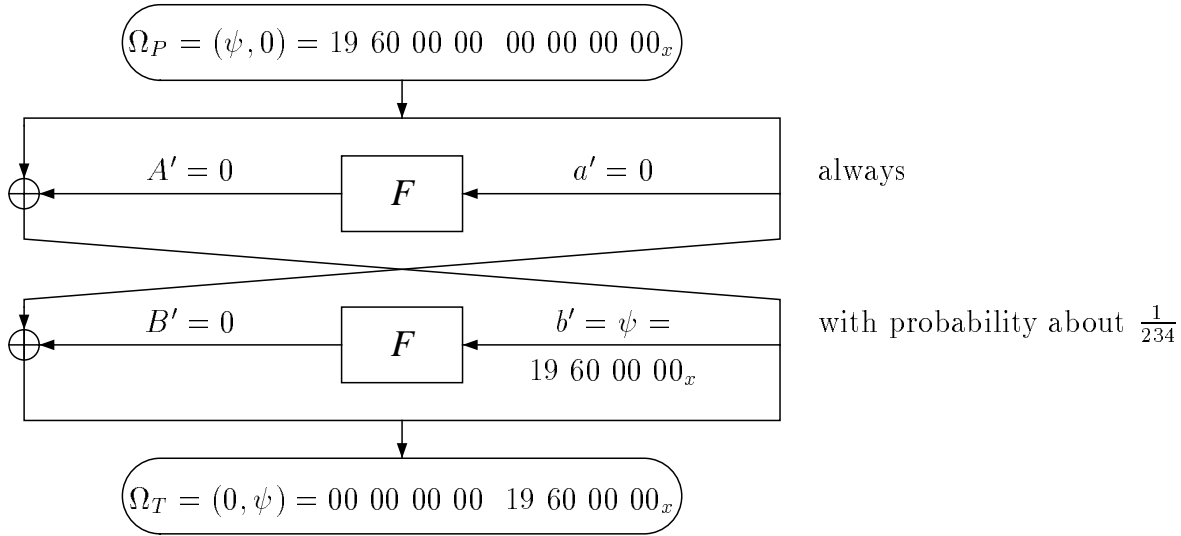 Ω_P = (ψ, 0) = 19 60 00 00 00 00 00 00_x
A′ = 0
F
a′ = 0
always
B′ = 0
F
b′ = ψ =
19 60 00 00_x
with probability about 1/234
Ω_T = (0, ψ) = 00 00 00 00 19 60 00 00_x